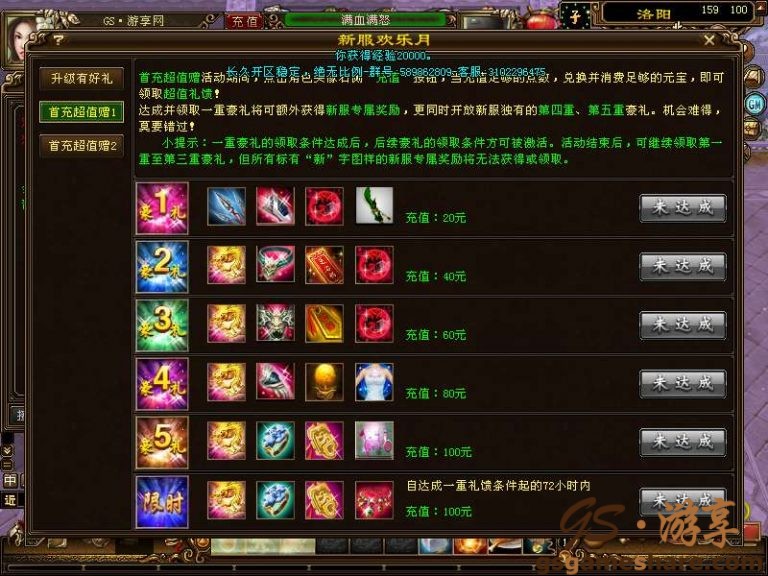 GS·游享网
充值
满血满怒
洛阳
159 100
?
新服欢乐月
你获得经验20000。
长久开区稳定,绝无比例-群号:589862809-客服:3102296475
升级有好礼
首充超值赠1
首充超值赠2
首充超值赠活动期间,点击角色头像右侧“充值”按钮,当充值足够的点数,兑换并消费足够的元宝,即可
领取超值礼馈!
达成并领取一重豪礼将可额外获得新服专属奖励,更同时开放新服独有的第四重、第五重豪礼。机会难得,
莫要错过!
小提示:一重豪礼的领取条件达成后,后续豪礼的领取条件方可被激活。活动结束后,可继续领取第一
重至第三重豪礼,但所有标有“新”字图样的新服专属奖励将无法获得或领取。
豪1礼
充值:20元
未达成
豪2礼
充值:40元
未达成
豪3礼
充值:60元
未达成
豪4礼
充值:80元
未达成
豪5礼
充值:100元
未达成
限时
自达成一重礼馈条件起的72小时内
充值:100元
未达成
GM
甲
近
GS·游享
gsgameshare.com